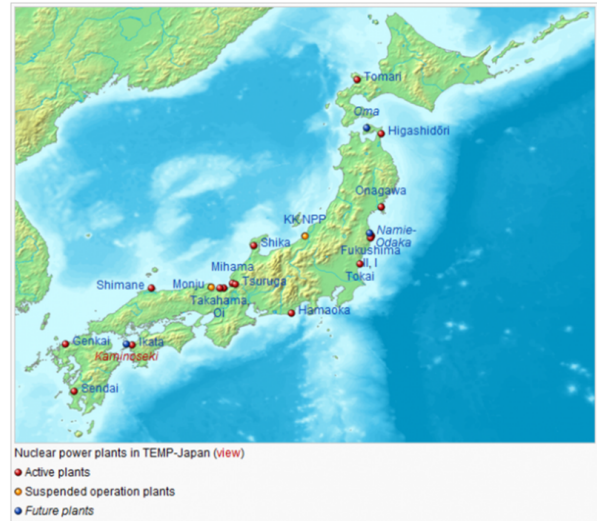 Tomari
Oma
Higashidōri
Onagawa
KK NPP
Namie-
Odaka
Shika
Fukushima
II, I
Mihama
Tokai
Shimane
Monju
Tsuruga
Takahama,
Oi
Hamaoka
Genkai
Ikata
Kaminoseki
Sendai
Nuclear power plants in TEMP-Japan (view)
Active plants
Suspended operation plants
Future plants